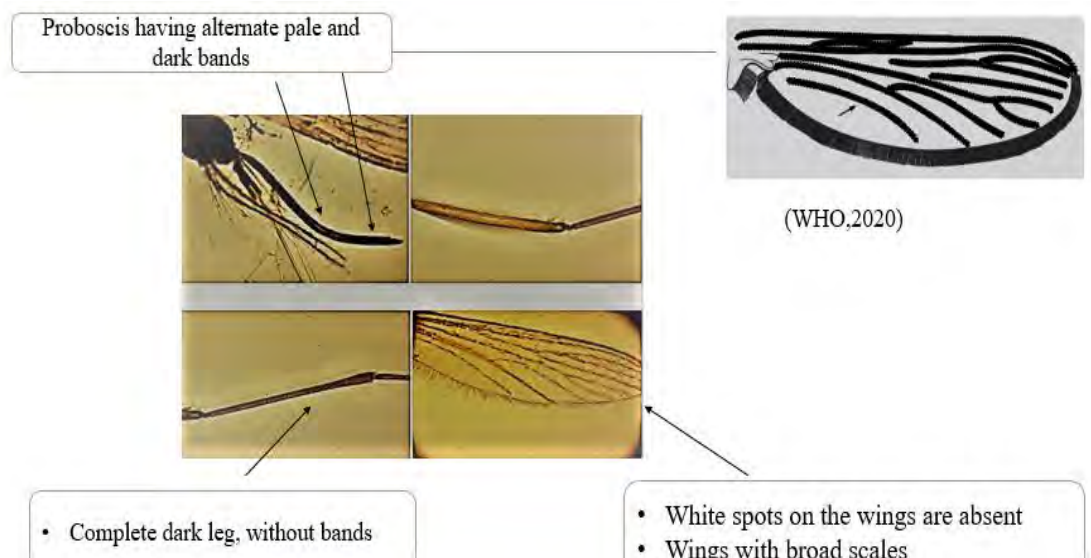 Proboscis having alternate pale and
dark bands
(WHO,2020)
• Complete dark leg, without bands
• White spots on the wings are absent
• Wings with broad scales